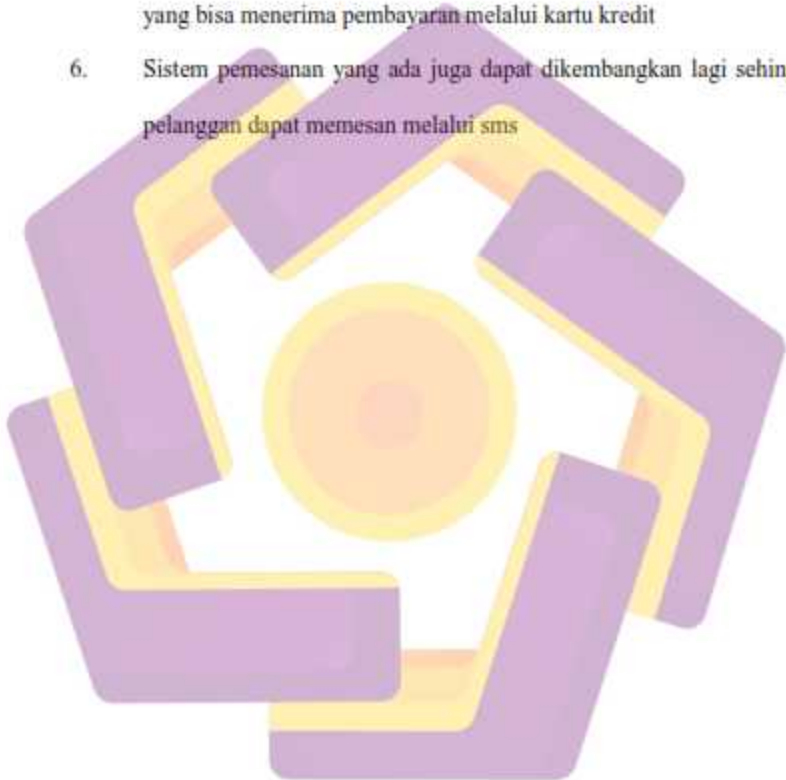 yang bisa menerima pembayaran melalui kartu kredit
6. Sistem pemesanan yang ada juga dapat dikembangkan lagi sehin
pelanggan dapat memesan melalui sms